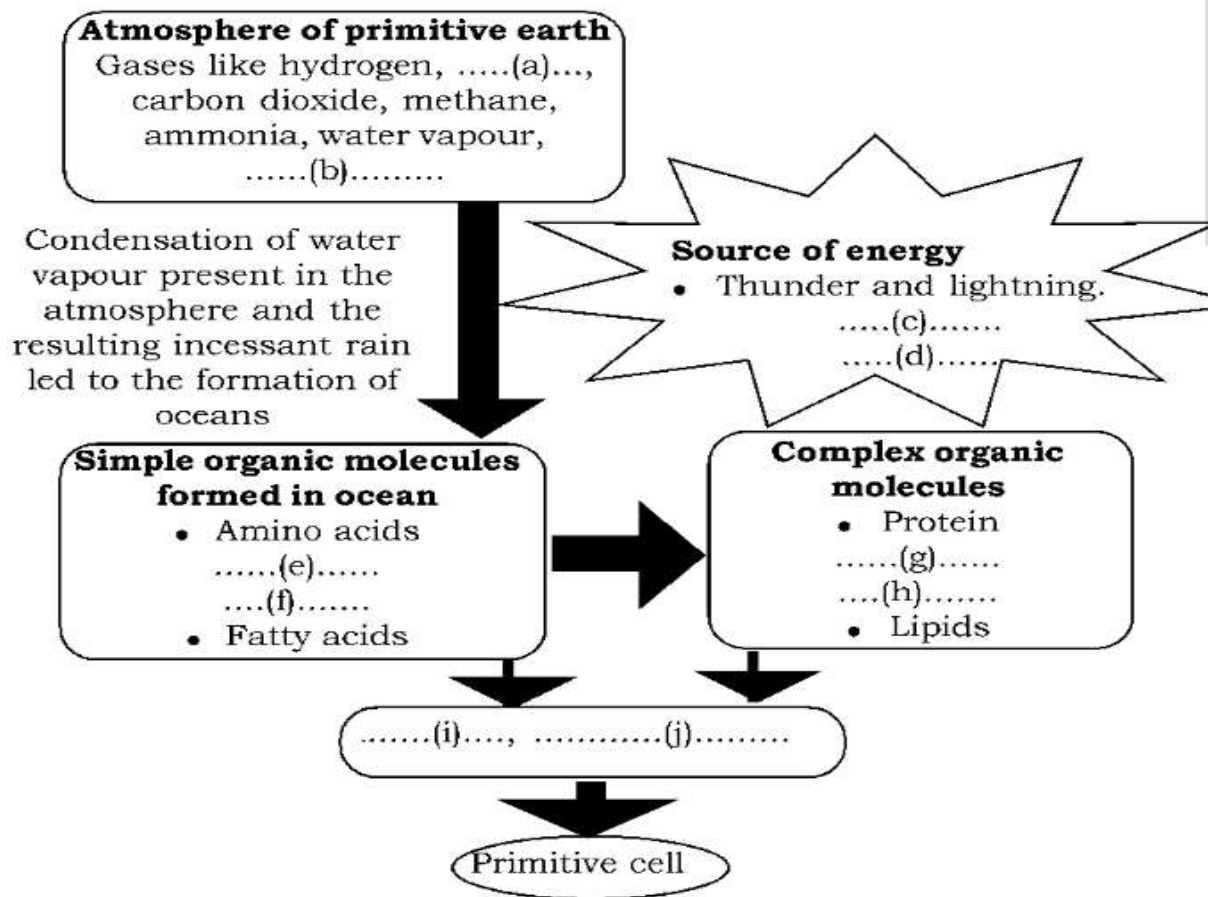 Atmosphere of primitive earth
Gases like hydrogen, .....(a)...,
carbon dioxide, methane,
ammonia, water vapour,
......(b).........
Condensation of water
vapour present in the
atmosphere and the
resulting incessant rain
led to the formation of
oceans
Source of energy
• Thunder and lightning.
.....(c).......
.....(d)......
Simple organic molecules
formed in ocean
• Amino acids
......(e)......
....(f).......
• Fatty acids
Complex organic
molecules
• Protein
......(g)......
....(h).......
• Lipids
.......(i)...., ............(j).........
Primitive cell